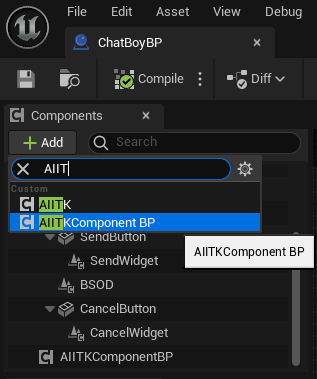 File Edit Asset View Debug
ChatBoyBP
Compile Diff
Components
Add Search
AIIT
Custom
AIITK
AIITKComponent BP
SendButton
AIITKComponent BP
SendWidget
BSOD
CancelButton
CancelWidget
AIITKComponentBP